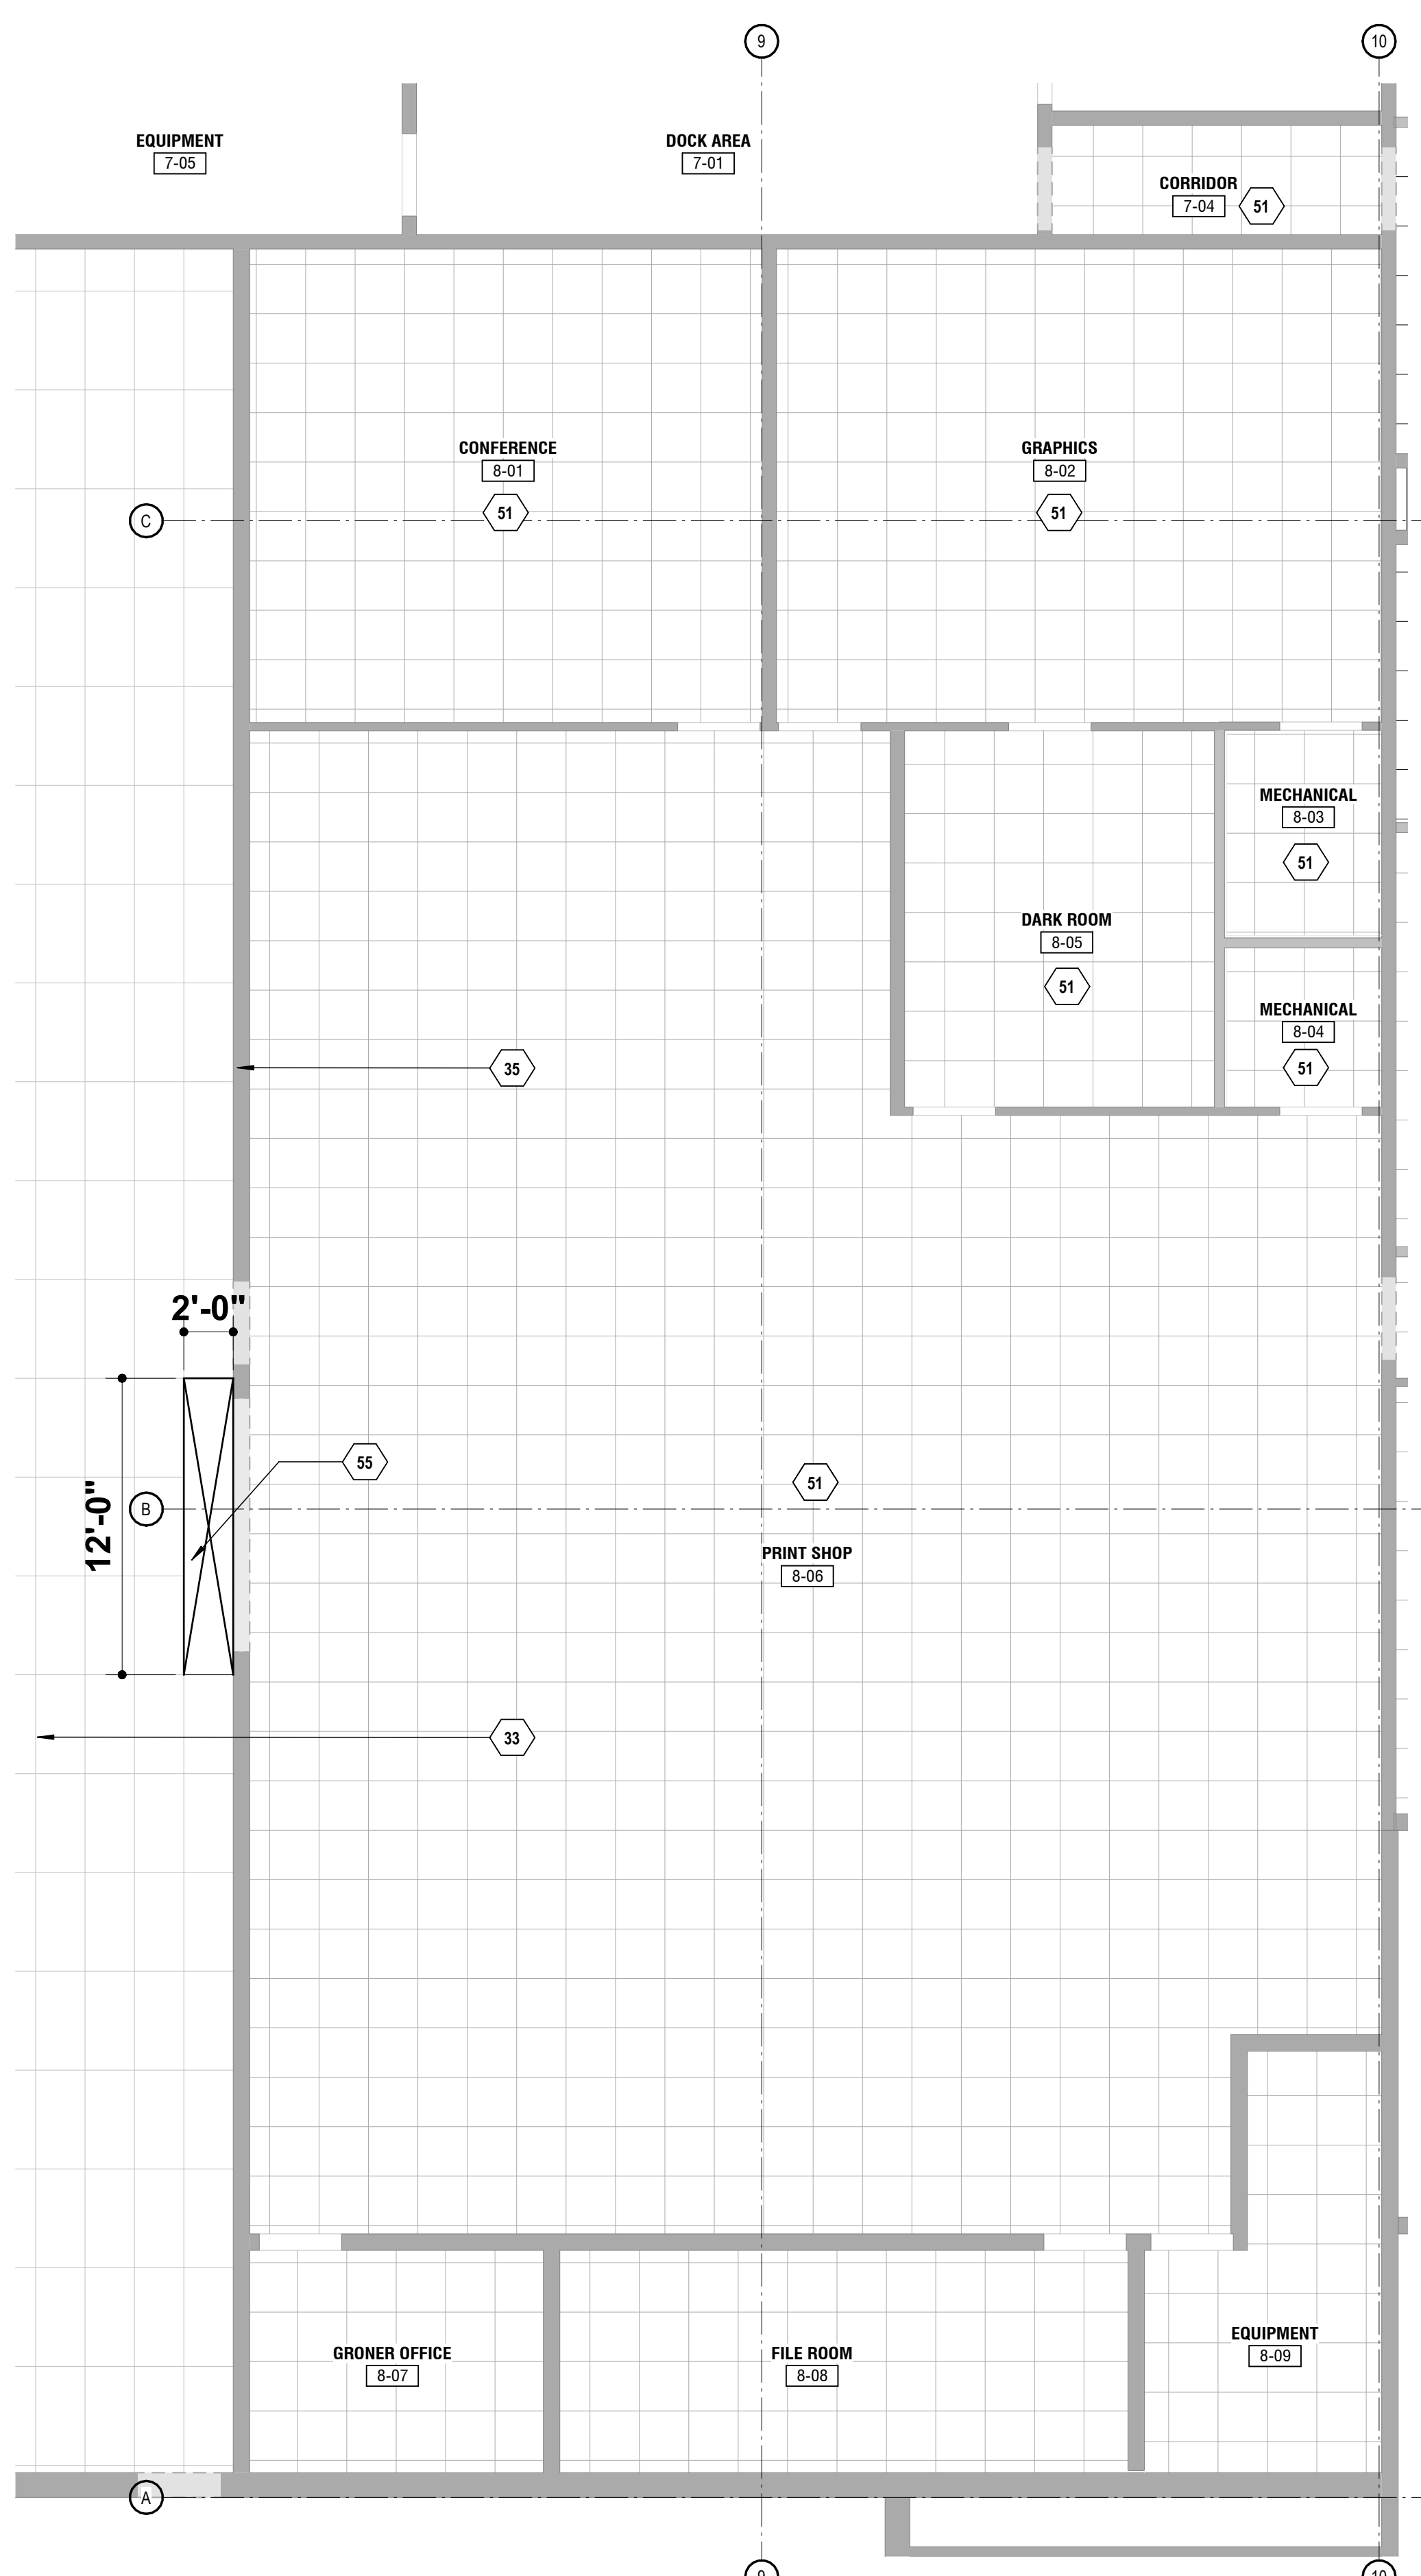 9
10
EQUIPMENT
7-05
DOCK AREA
7-01
CORRIDOR
7-04
51
CONFERENCE
8-01
51
GRAPHICS
8-02
51
C
MECHANICAL
8-03
51
DARK ROOM
8-05
51
MECHANICAL
8-04
51
35
2'-0"
12'-0"
55
51
B
PRINT SHOP
8-06
33
EQUIPMENT
8-09
GRONER OFFICE
8-07
FILE ROOM
8-08
A
9
10